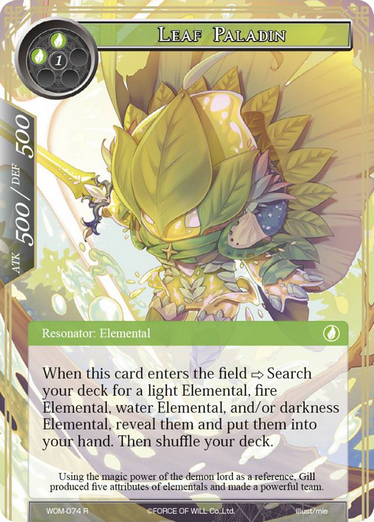 Leaf Paladin
1
ATK 500 / DEF 500
Resonator: Elemental
When this card enters the field ⇨ Search
your deck for a light Elemental, fire
Elemental, water Elemental, and/or darkness
Elemental, reveal them and put them into
your hand. Then shuffle your deck.
Using the magic power of the demon lord as a reference, Gill
produced five attributes of elementals and made a powerful team.
WOM-074 R ©FORCE OF WILL Co.,Ltd. Illust/mie